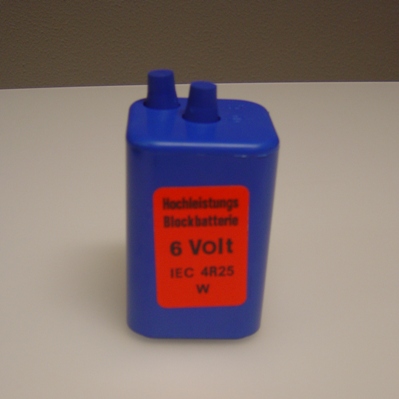 Hochleistungs
Blockbatterie
6 Volt
IEC 4R25
W